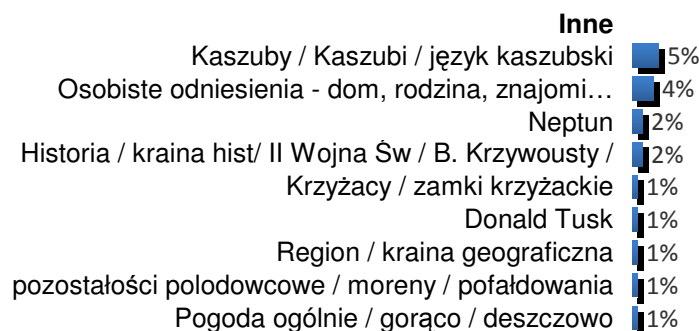 Inne
Kaszuby / Kaszubi / język kaszubski 5%
Osobiste odniesienia - dom, rodzina, znajomi… 4%
Neptun 2%
Historia / kraina hist/ II Wojna Św / B. Krzywousty / 2%
Krzyżacy / zamki krzyżackie 1%
Donald Tusk 1%
Region / kraina geograficzna 1%
pozostałości polodowcowe / moreny / pofałdowania 1%
Pogoda ogólnie / gorąco / deszczowo 1%